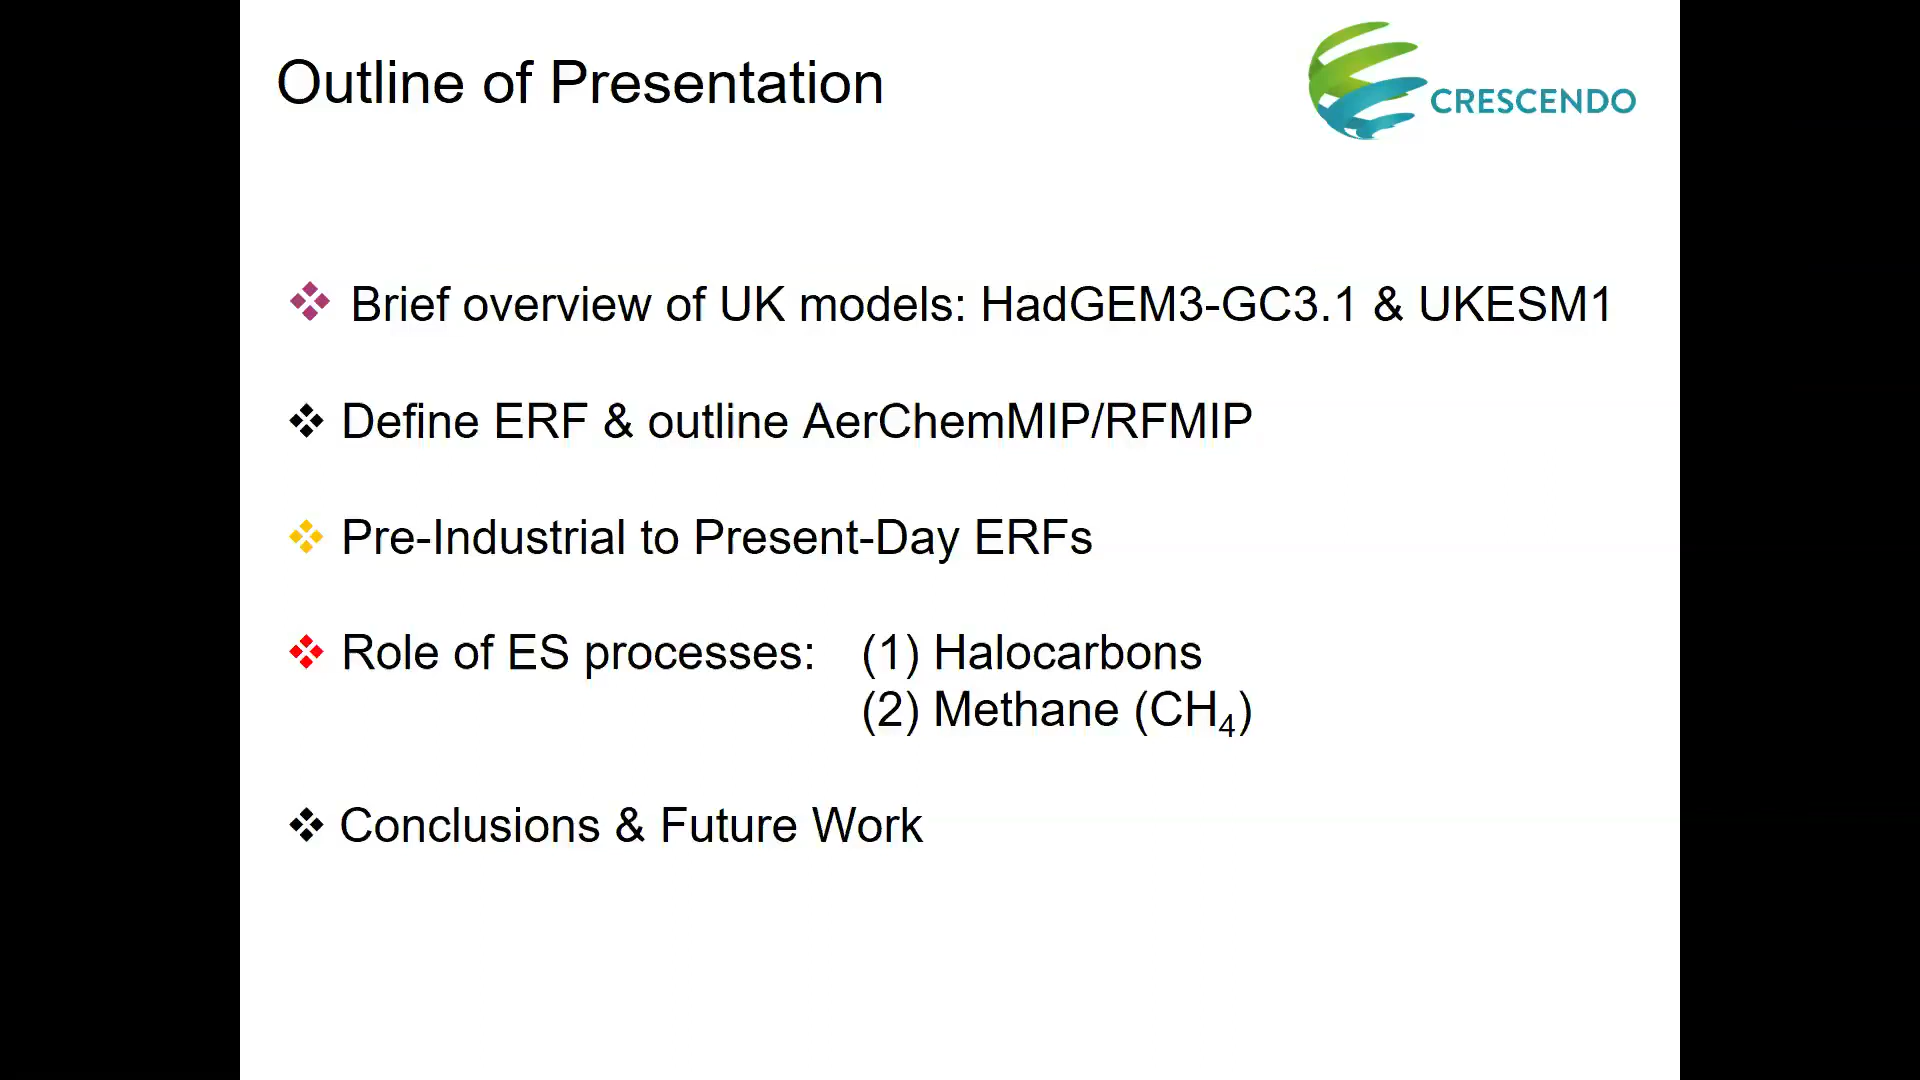 Outline of Presentation
CRESCENDO
❖ Brief overview of UK models: HadGEM3-GC3.1 & UKESM1
❖ Define ERF & outline AerChemMIP/RFMIP
❖ Pre-Industrial to Present-Day ERFs
❖ Role of ES processes: (1) Halocarbons
(2) Methane (CH₄)
❖ Conclusions & Future Work